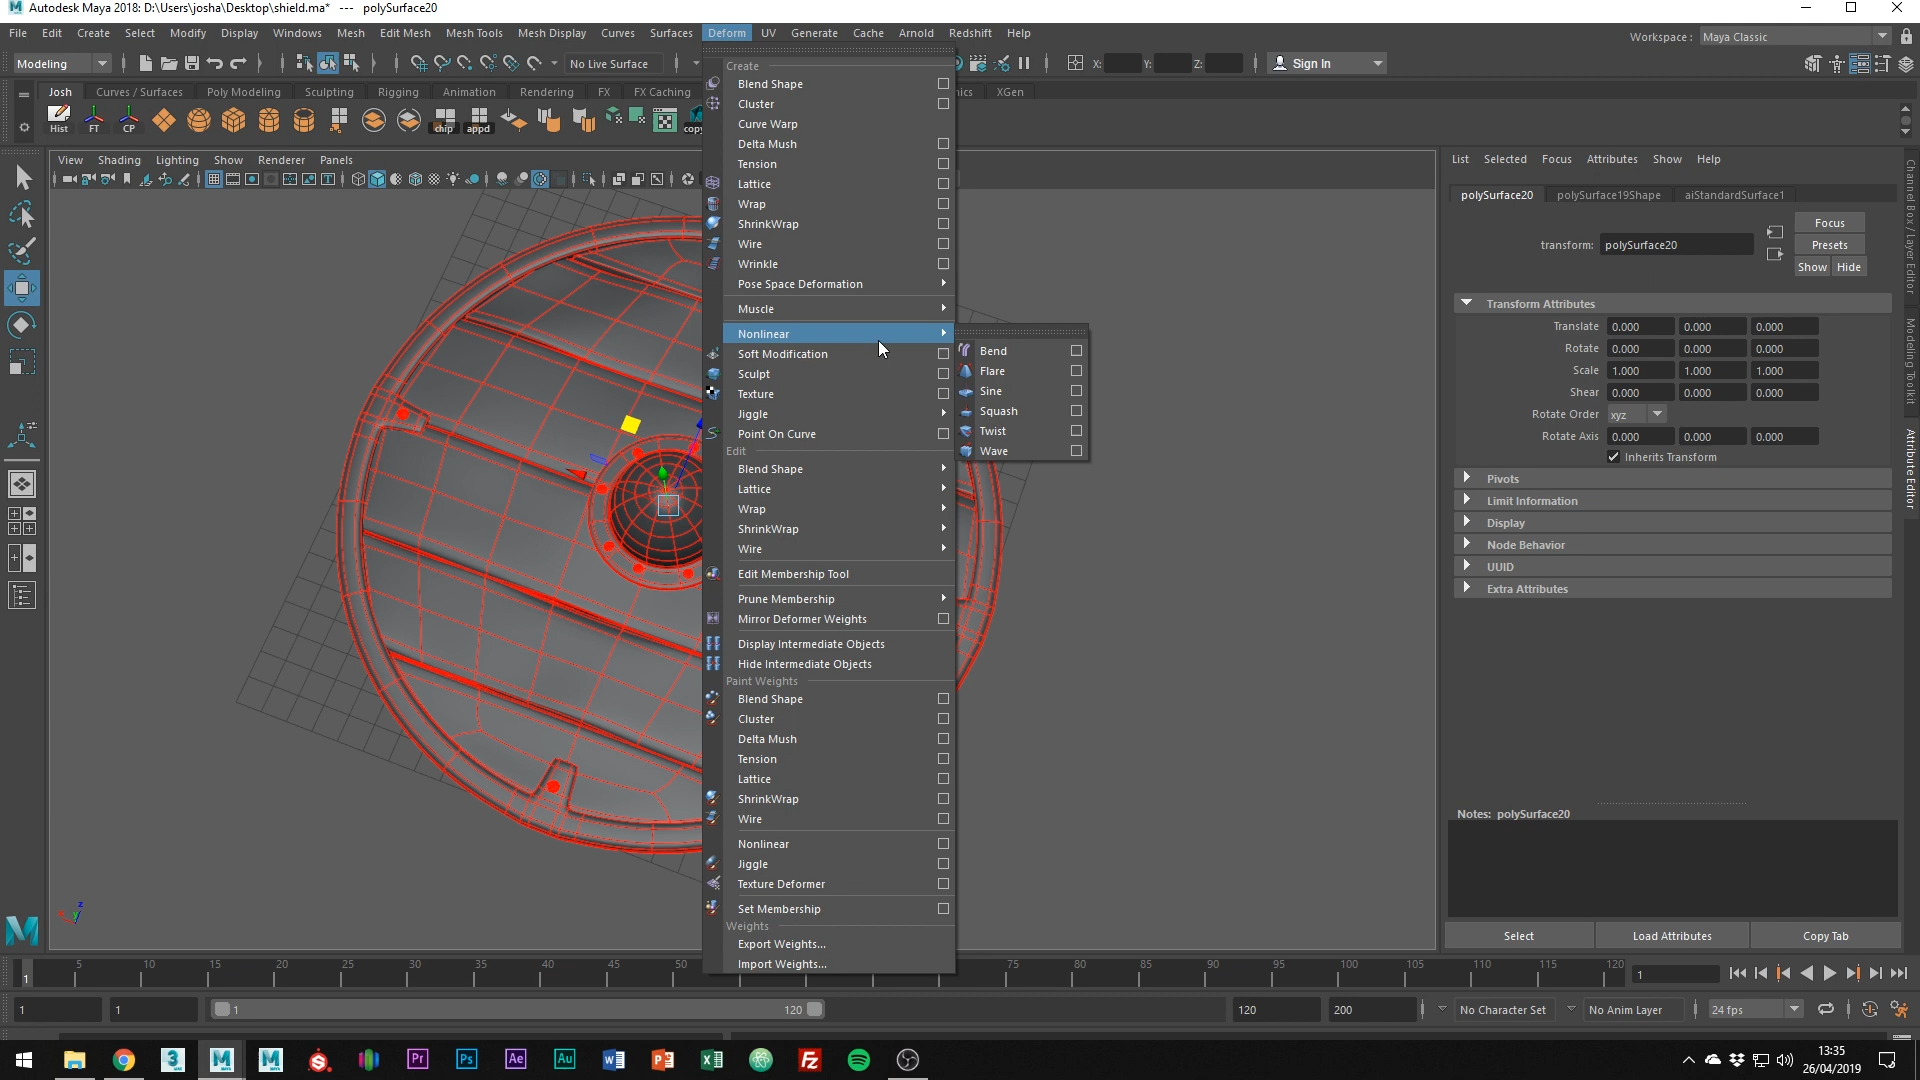 Autodesk Maya 2018: D:\Users\josha\Desktop\shield.ma* --- polySurface20
File Edit Create Select Modify Display Windows Mesh Edit Mesh Mesh Tools Mesh Display Curves Surfaces Deform UV Generate Cache Arnold Redshift Help
Workspace : Maya Classic
Modeling No Live Surface X: Y: Z: Sign In
Josh Curves / Surfaces Poly Modeling Sculpting Rigging Animation Rendering FX FX Caching XGen
Hist FT CP chip appd
View Shading Lighting Show Renderer Panels
Create
Blend Shape
Cluster
Curve Warp
Delta Mush
Tension
Lattice
Wrap
ShrinkWrap
Wire
Wrinkle
Pose Space Deformation
Muscle
Nonlinear
Soft Modification
Sculpt
Texture
Jiggle
Point On Curve
Edit
Blend Shape
Lattice
Wrap
ShrinkWrap
Wire
Edit Membership Tool
Prune Membership
Mirror Deformer Weights
Display Intermediate Objects
Hide Intermediate Objects
Paint Weights
Blend Shape
Cluster
Delta Mush
Tension
Lattice
ShrinkWrap
Wire
Nonlinear
Jiggle
Texture Deformer
Set Membership
Weights
Export Weights...
Import Weights...
Bend
Flare
Sine
Squash
Twist
Wave
List Selected Focus Attributes Show Help
polySurface20 polySurface19Shape aiStandardSurface1
transform: polySurface20
Focus
Presets
Show Hide
Transform Attributes
Translate 0.000 0.000 0.000
Rotate 0.000 0.000 0.000
Scale 1.000 1.000 1.000
Shear 0.000 0.000 0.000
Rotate Order xyz
Rotate Axis 0.000 0.000 0.000
Inherits Transform
Pivots
Limit Information
Display
Node Behavior
UUID
Extra Attributes
Notes: polySurface20
Select Load Attributes Copy Tab
Channel Box / Layer Editor
Modeling Toolkit
Attribute Editor
z
y
1 5 10 15 20 25 30 35 40 45 50 75 80 85 90 95 100 105 110 115 120 1
1 1 1 120 120 200 No Character Set No Anim Layer 24 fps
13:35
26/04/2019